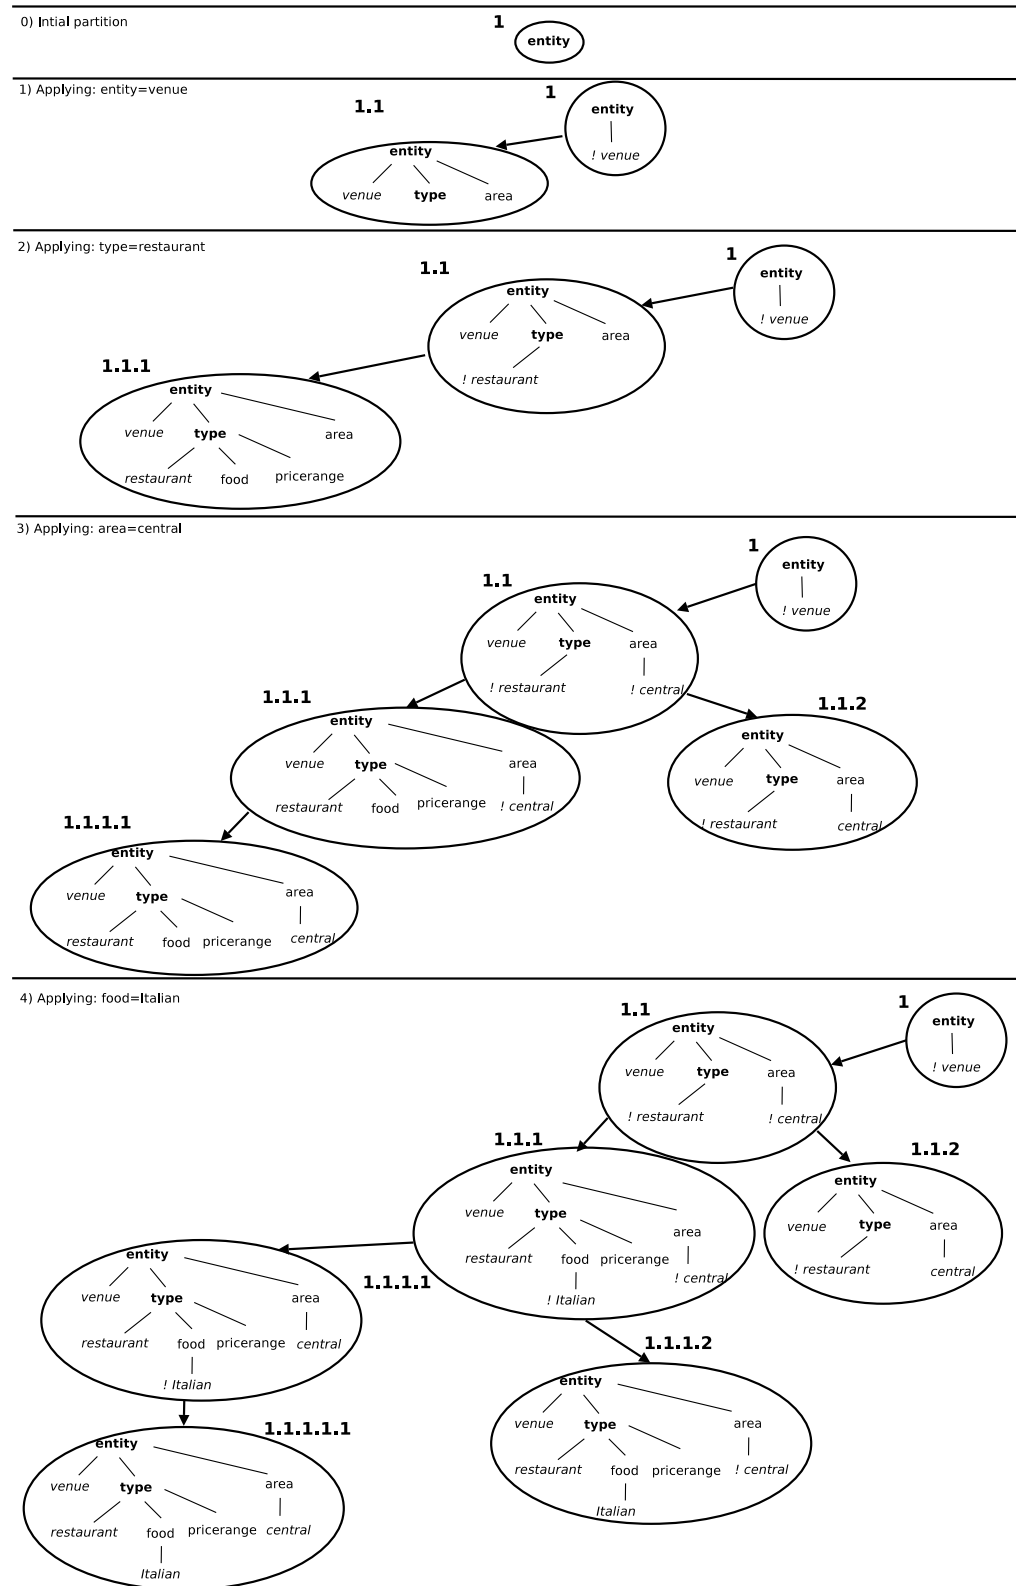 0) Intial partition
1
entity
1) Applying: entity=venue
1
entity
! venue
1.1
entity
venue type area
2) Applying: type=restaurant
1
entity
! venue
1.1
entity
venue type area
! restaurant
1.1.1
entity
venue type area
restaurant food pricerange
3) Applying: area=central
1
entity
! venue
1.1
entity
venue type area
! restaurant ! central
1.1.1
entity
venue type area
restaurant food pricerange ! central
1.1.2
entity
venue type area
! restaurant central
1.1.1.1
entity
venue type area
restaurant food pricerange central
4) Applying: food=Italian
1
entity
! venue
1.1
entity
venue type area
! restaurant ! central
1.1.1
entity
venue type area
restaurant food pricerange ! central
! Italian
1.1.2
entity
venue type area
! restaurant central
1.1.1.1
entity
venue type area
restaurant food pricerange central
! Italian
1.1.1.2
entity
venue type area
restaurant food pricerange ! central
Italian
1.1.1.1.1
entity
venue type area
restaurant food pricerange central
Italian